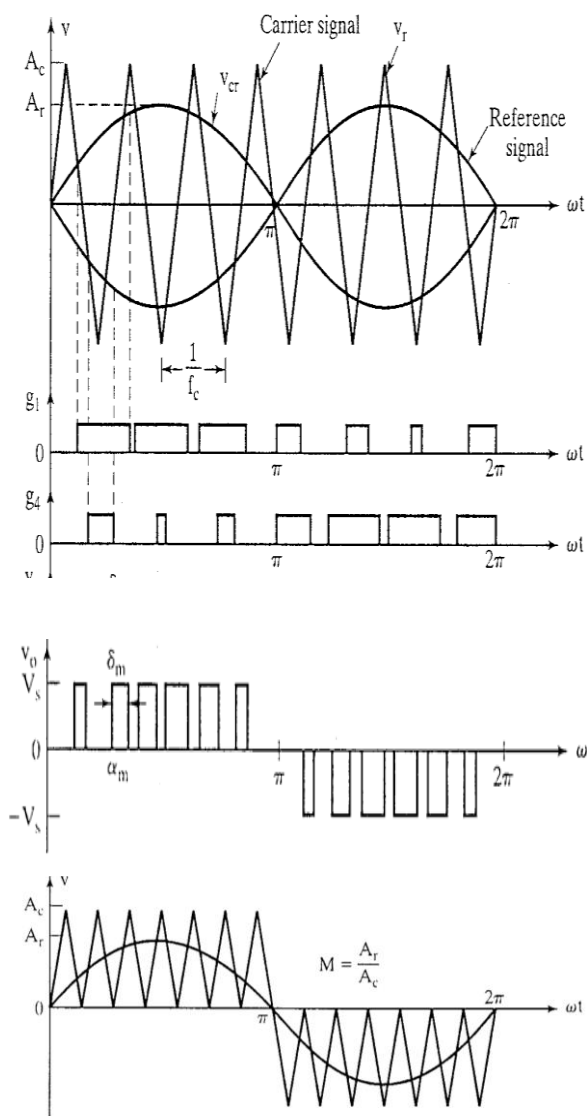 v
Carrier signal
v_r
A_c
v_cr
A_r
Reference
signal
ωt
π
2π
1
f_c
g_1
0
π
2π
ωt
g_4
0
π
2π
ωt
v_o
V_s
δ_m
0
α_m
π
2π
ω
−V_s
v
A_c
A_r
M = A_r
A_c
0
π
2π
ωt